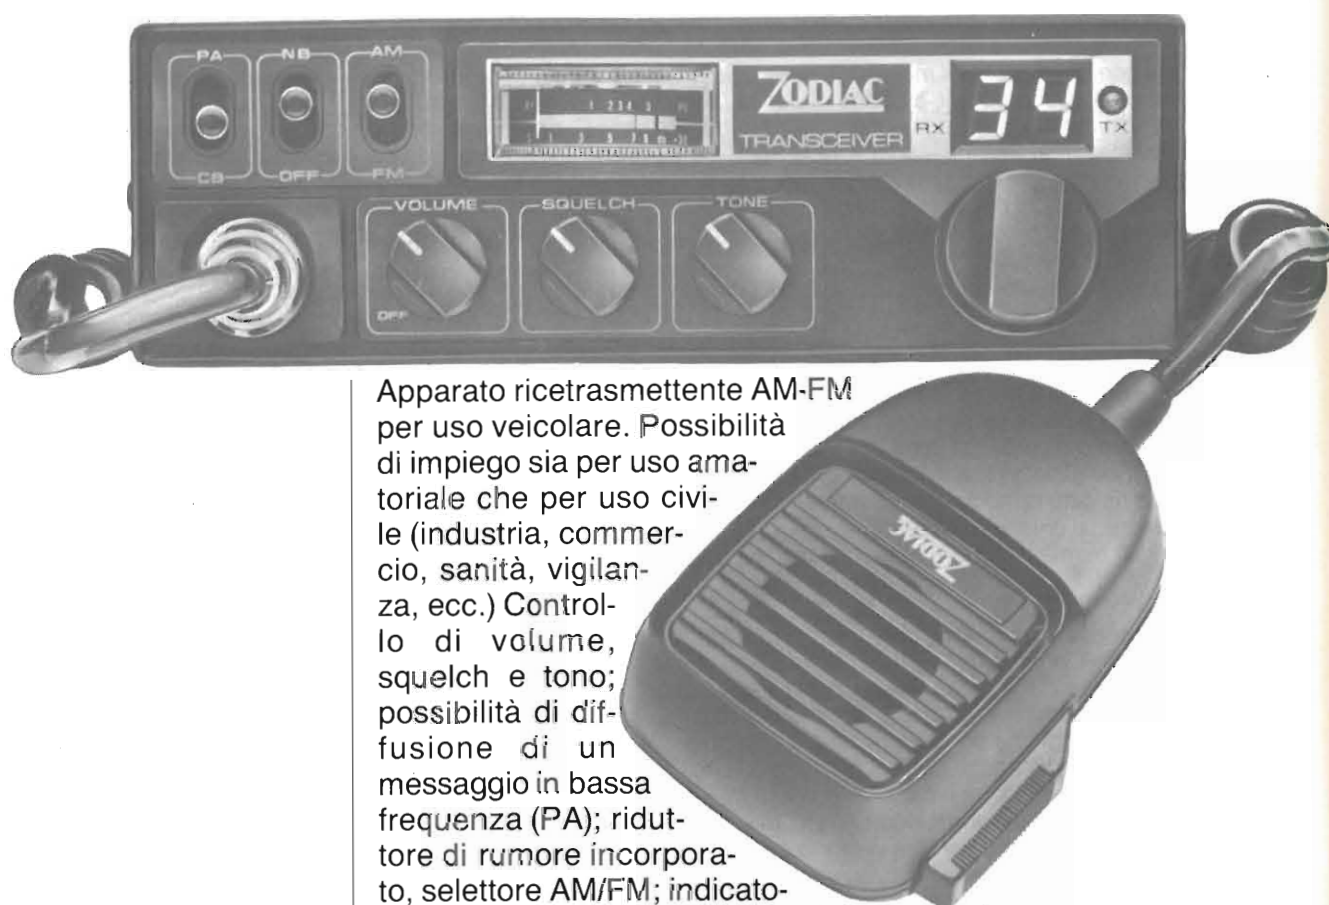 PA NB AM
CB OFF FM
ZODIAC
TRANSCEIVER
RX 34 TX
VOLUME SQUELCH TONE
OFF
ZODIAC
Apparato ricetrasmettente AM-FM
per uso veicolare. Possibilità
di impiego sia per uso ama-
toriale che per uso civi-
le (industria, commer-
cio, sanità, vigilan-
za, ecc.) Control-
lo di volume,
squelch e tono;
possibilità di dif-
fusione di un
messaggio in bassa
frequenza (PA); ridut-
tore di rumore incorpora-
to, selettore AM/FM; indicato-